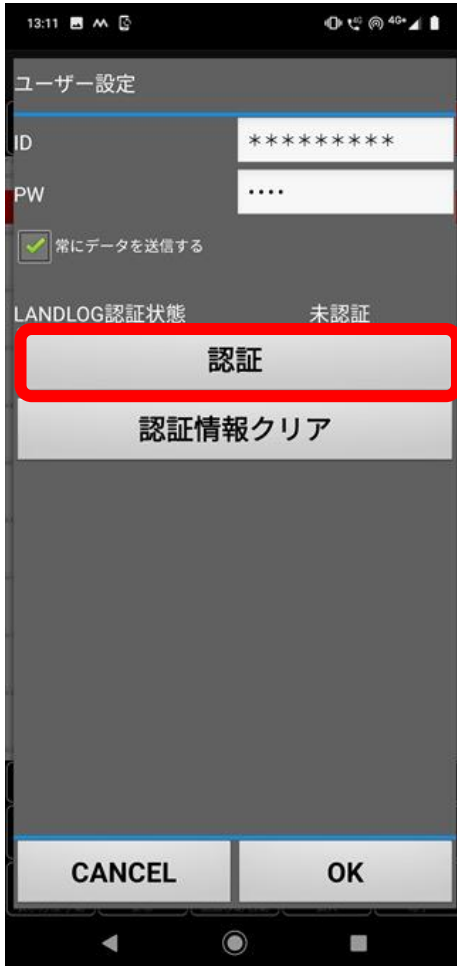 13:11 4G+
ユーザー設定
ID *********
PW ····
常にデータを送信する
LANDLOG認証状態 未認証
認証
認証情報クリア
CANCEL OK